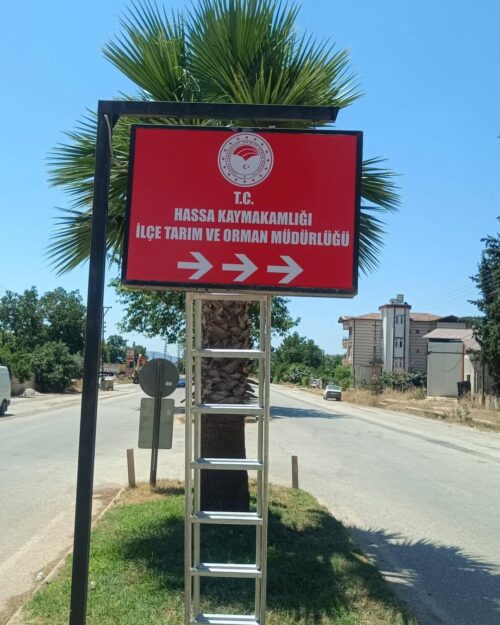 T.C.
HASSA KAYMAKAMLIĞI
İLÇE TARIM VE ORMAN MÜDÜRLÜĞÜ